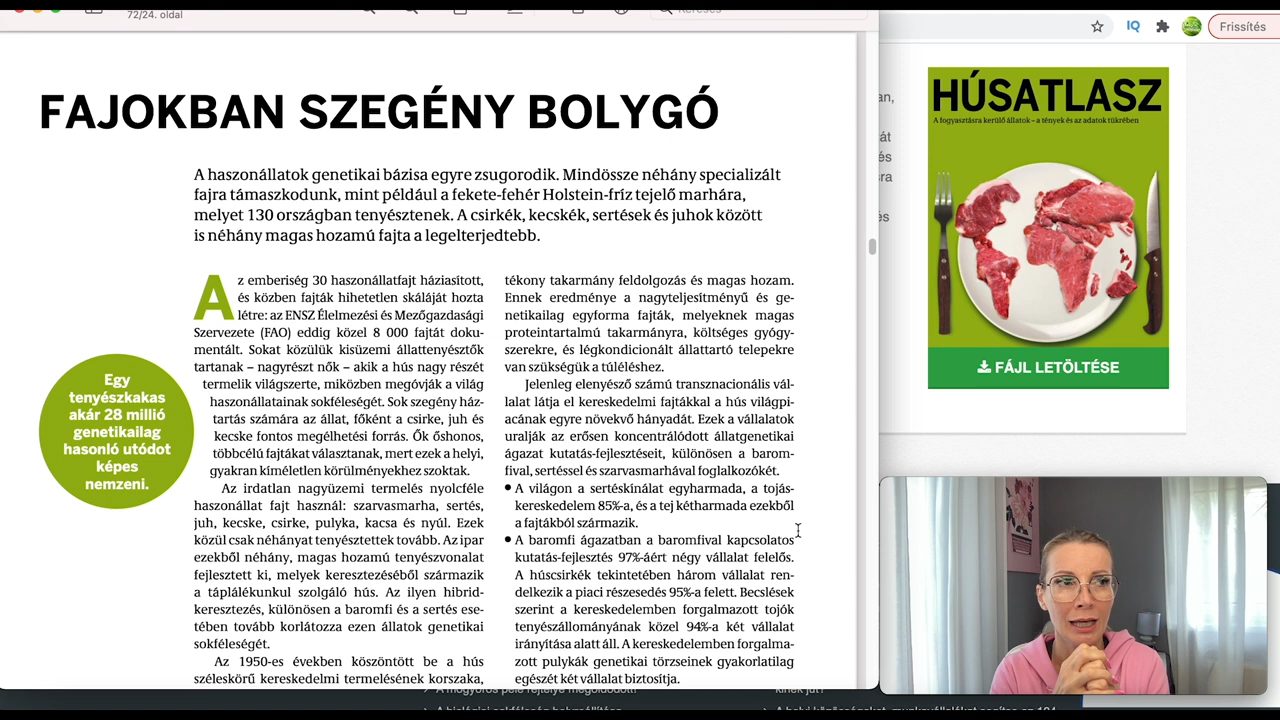 72/24. oldal
Keresés
FAJOKBAN SZEGÉNY BOLYGÓ
A haszonállatok genetikai bázisa egyre zsugorodik. Mindössze néhány specializált
fajra támaszkodunk, mint például a fekete-fehér Holstein-fríz tejelő marhára,
melyet 130 országban tenyésztenek. A csirkék, kecskék, sertések és juhok között
is néhány magas hozamú fajta a legelterjedtebb.
Az emberiség 30 haszonállatfajt háziasított,
és közben fajták hihetetlen skáláját hozta
létre: az ENSZ Élelmezési és Mezőgazdasági
Szervezete (FAO) eddig közel 8 000 fajtát doku-
mentált. Sokat közülük kisüzemi állattenyésztők
tartanak – nagyrészt nők – akik a hús nagy részét
termelik világszerte, miközben megóvják a világ
haszonállatainak sokféleségét. Sok szegény ház-
tartás számára az állat, főként a csirke, juh és
kecske fontos megélhetési forrás. Ők őshonos,
többcélú fajtákat választanak, mert ezek a helyi,
gyakran kíméletlen körülményekhez szoktak.
Az irdatlan nagyüzemi termelés nyolcféle
haszonállat fajt használ: szarvasmarha, sertés,
juh, kecske, csirke, pulyka, kacsa és nyúl. Ezek
közül csak néhányat tenyésztettek tovább. Az ipar
ezekből néhány, magas hozamú tenyészvonalat
fejlesztett ki, melyek keresztezéséből származik
a táplálékunkul szolgáló hús. Az ilyen hibrid-
keresztezés, különösen a baromfi és a sertés ese-
tében tovább korlátozza ezen állatok genetikai
sokféleségét.
Az 1950-es években köszöntött be a hús
széleskörű kereskedelmi termelésének korszaka,
Egy
tenyészkakas
akár 28 millió
genetikailag
hasonló utódot
képes
nemzeni.
tékony takarmány feldolgozás és magas hozam.
Ennek eredménye a nagyteljesítményű és ge-
netikailag egyforma fajták, melyeknek magas
proteintartalmú takarmányra, költséges gyógy-
szerekre, és légkondicionált állattartó telepekre
van szükségük a túléléshez.
Jelenleg elenyésző számú transznacionális vál-
lalat látja el kereskedelmi fajtákkal a hús világpi-
acának egyre növekvő hányadát. Ezek a vállalatok
uralják az erősen koncentrálódott állatgenetikai
ágazat kutatás-fejlesztéseit, különösen a barom-
fival, sertéssel és szarvasmarhával foglalkozókét.
• A világon a sertéskínálat egyharmada, a tojás-
kereskedelem 85%-a, és a tej kétharmada ezekből
a fajtákból származik.
• A baromfi ágazatban a baromfival kapcsolatos
kutatás-fejlesztés 97%-áért négy vállalat felelős.
A húscsirkék tekintetében három vállalat ren-
delkezik a piaci részesedés 95%-a felett. Becslések
szerint a kereskedelemben forgalmazott tojók
tenyészállományának közel 94%-a két vállalat
irányítása alatt áll. A kereskedelemben forgalma-
zott pulykák genetikai törzseinek gyakorlatilag
egészét két vállalat biztosítja.
IQ
Frissítés
an,
át
és
ra
és
HÚSATLASZ
A fogyasztásra kerülő állatok – a tények és az adatok tükrében
FÁJL LETÖLTÉSE